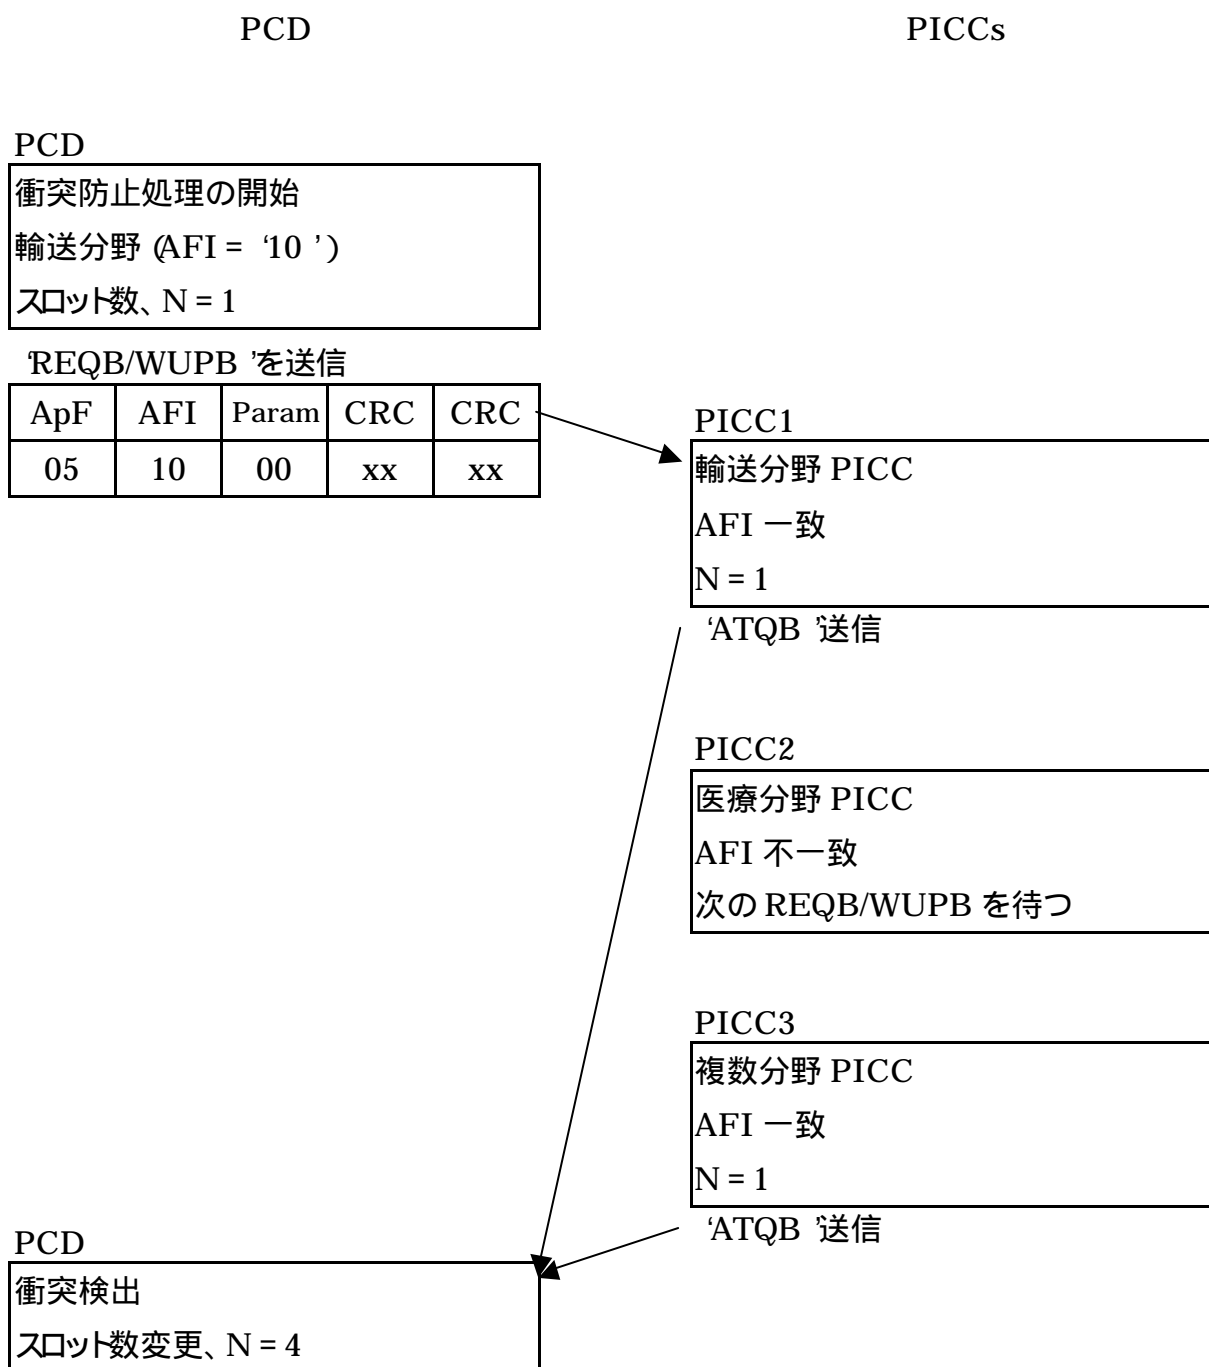 PCD PICCs
PCD
衝突防止処理の開始
輸送分野 (AFI = '10 ')
スロット数、N = 1
'REQB/WUPB 'を送信
ApF AFI Param CRC CRC
05 10 00 xx xx
PICC1
輸送分野 PICC
AFI 一致
N = 1
'ATQB '送信
PICC2
医療分野 PICC
AFI 不一致
次の REQB/WUPB を待つ
PICC3
複数分野 PICC
AFI 一致
N = 1
'ATQB '送信
PCD
衝突検出
スロット数変更、N = 4